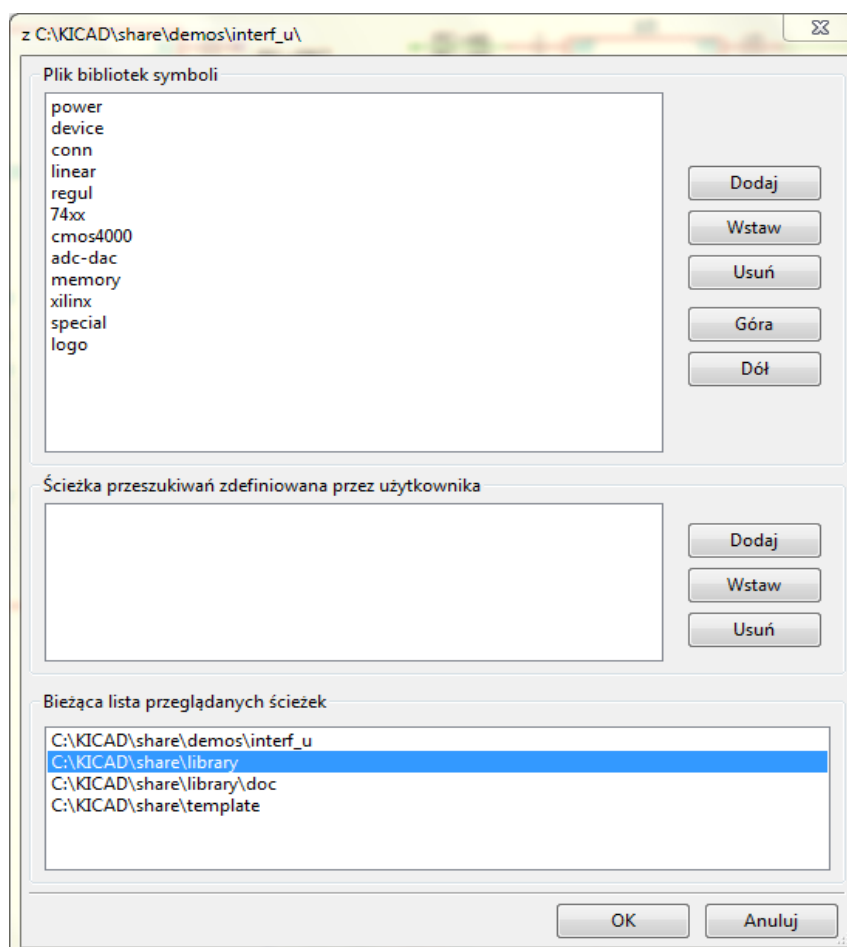 z C:\KICAD\share\demos\interf_u\
Plik bibliotek symboli
power
device
conn
linear
regul
74xx
cmos4000
adc-dac
memory
xilinx
special
logo
Dodaj
Wstaw
Usuń
Góra
Dół
Ścieżka przeszukiwań zdefiniowana przez użytkownika
Dodaj
Wstaw
Usuń
Bieżąca lista przeglądanych ścieżek
C:\KICAD\share\demos\interf_u
C:\KICAD\share\library
C:\KICAD\share\library\doc
C:\KICAD\share\template
OK
Anuluj